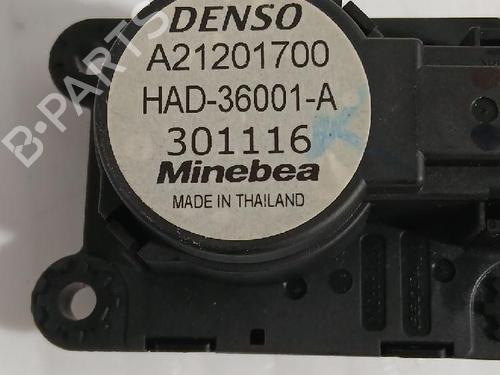 DENSO
A21201700
HAD-36001-A
301116
Minebea
MADE IN THAILAND
B-PARTS